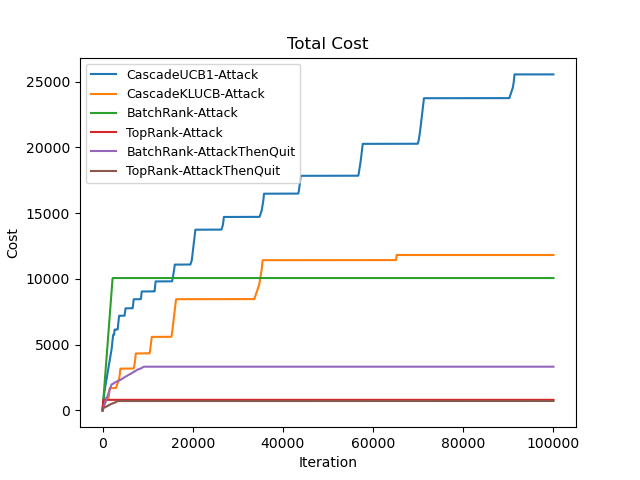 Total Cost
CascadeUCB1-Attack
CascadeKLUCB-Attack
BatchRank-Attack
TopRank-Attack
BatchRank-AttackThenQuit
TopRank-AttackThenQuit
Cost
25000
20000
15000
10000
5000
0
0 20000 40000 60000 80000 100000
Iteration